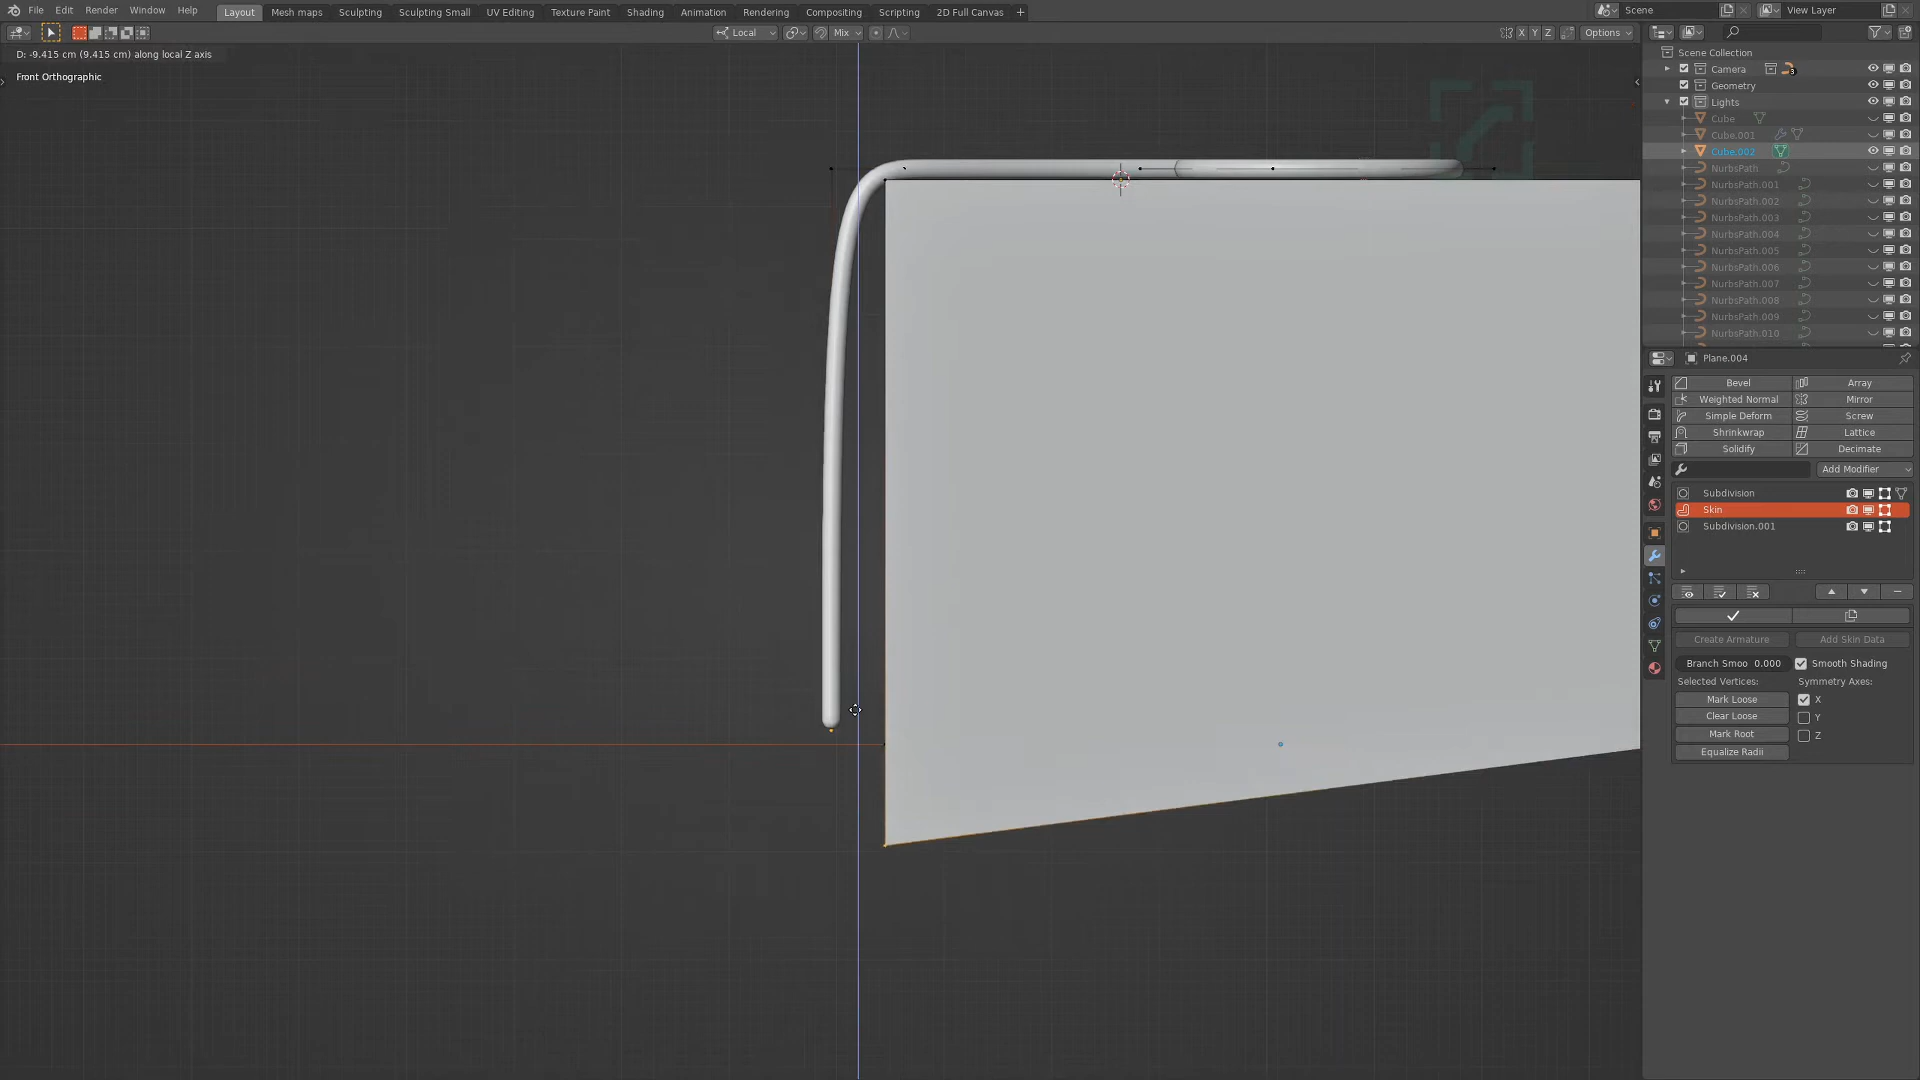 File Edit Render Window Help Layout Mesh maps Sculpting Sculpting Small UV Editing Texture Paint Shading Animation Rendering Compositing Scripting 2D Full Canvas + Scene View Layer
Local Mix X Y Z Options
D: -9.415 cm (9.415 cm) along local Z axis
Front Orthographic
Scene Collection
Camera 3
Geometry
Lights
Cube
Cube.001
Cube.002
NurbsPath
NurbsPath.001
NurbsPath.002
NurbsPath.003
NurbsPath.004
NurbsPath.005
NurbsPath.006
NurbsPath.007
NurbsPath.008
NurbsPath.009
NurbsPath.010
Plane.004
Bevel Array
Weighted Normal Mirror
Simple Deform Screw
Shrinkwrap Lattice
Solidify Decimate
Add Modifier
Subdivision
Skin
Subdivision.001
Create Armature Add Skin Data
Branch Smoo 0.000 Smooth Shading
Selected Vertices: Symmetry Axes:
Mark Loose X
Clear Loose Y
Mark Root Z
Equalize Radii